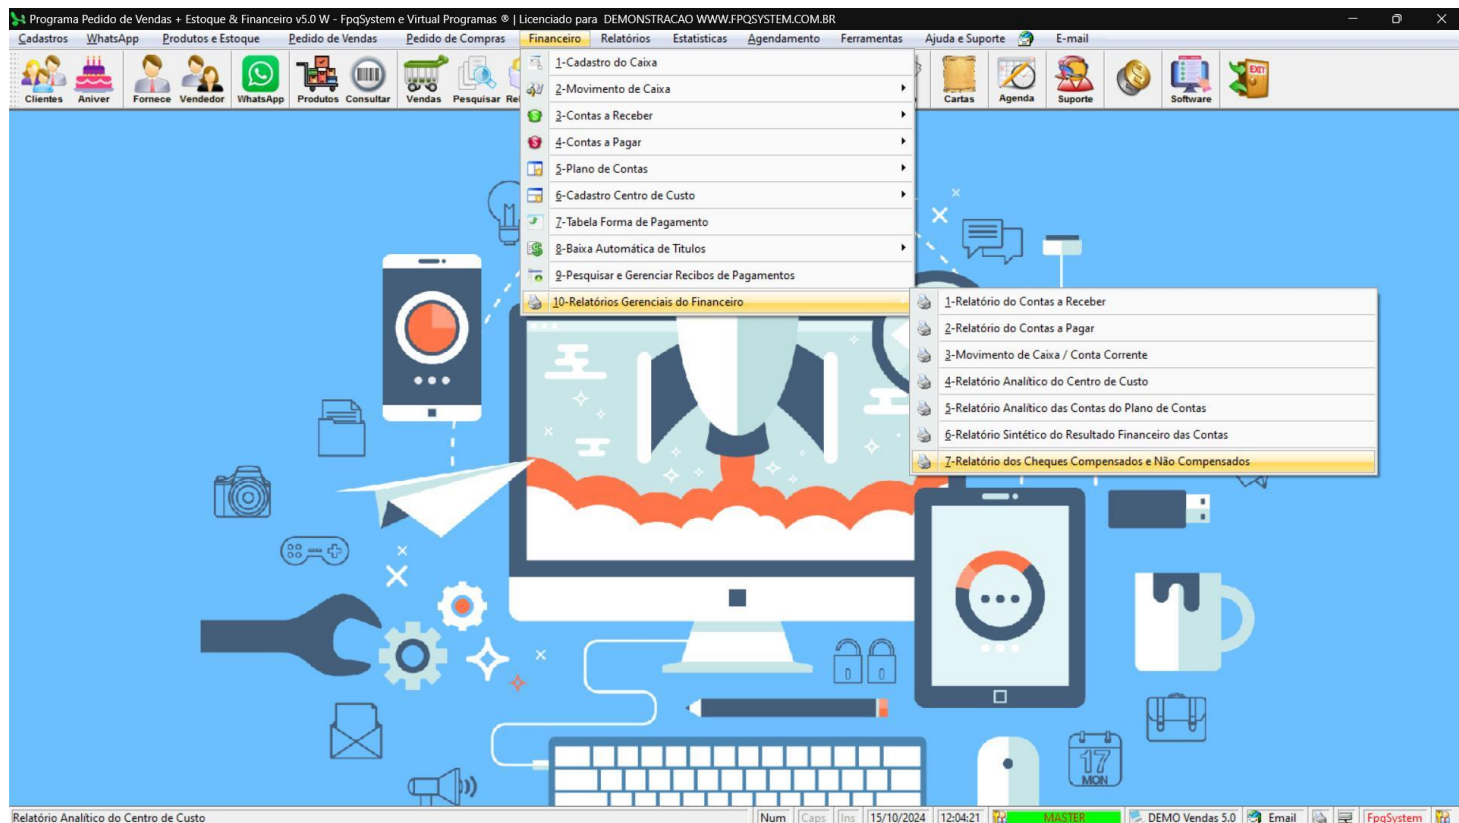 Programa Pedido de Vendas + Estoque & Financeiro v5.0 W - FpqSystem e Virtual Programas ® | Licenciado para DEMONSTRACAO WWW.FPQSYSTEM.COM.BR
Cadastros WhatsApp Produtos e Estoque Pedido de Vendas Pedido de Compras Financeiro Relatórios Estatisticas Agendamento Ferramentas Ajuda e Suporte E-mail
Clientes Aniver Fornece Vendedor WhatsApp Produtos Consultar Vendas Pesquisar Rel Cartas Agenda Suporte Software
EXIT
1-Cadastro do Caixa
2-Movimento de Caixa
3-Contas a Receber
4-Contas a Pagar
5-Plano de Contas
6-Cadastro Centro de Custo
7-Tabela Forma de Pagamento
8-Baixa Automática de Titulos
9-Pesquisar e Gerenciar Recibos de Pagamentos
10-Relatórios Gerenciais do Financeiro
1-Relatório do Contas a Receber
2-Relatório do Contas a Pagar
3-Movimento de Caixa / Conta Corrente
4-Relatório Analítico do Centro de Custo
5-Relatório Analítico das Contas do Plano de Contas
6-Relatório Sintético do Resultado Financeiro das Contas
7-Relatório dos Cheques Compensados e Não Compensados
17
MON
Relatório Analítico do Centro de Custo Num Caps Ins 15/10/2024 12:04:21 MASTER DEMO Vendas 5.0 Email FpqSystem